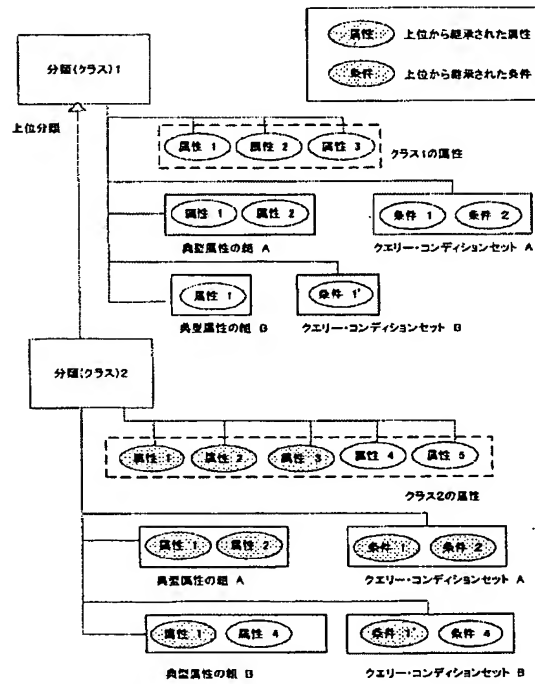 属性 上位から継承された属性
条件 上位から継承された条件
分類(クラス)1
上位分類
属性 1 属性 2 属性 3
クラス1の属性
属性 1 属性 2
条件 1 条件 2
典型属性の組 A
クエリー・コンディションセット A
属性 1
条件 1'
典型属性の組 B
クエリー・コンディションセット B
分類(クラス)2
属性 1 属性 2 属性 3 属性 4 属性 5
クラス2の属性
属性 1 属性 2
条件 1 条件 2
典型属性の組 A
クエリー・コンディションセット A
属性 1 属性 4
条件 1' 条件 4
典型属性の組 B
クエリー・コンディションセット B